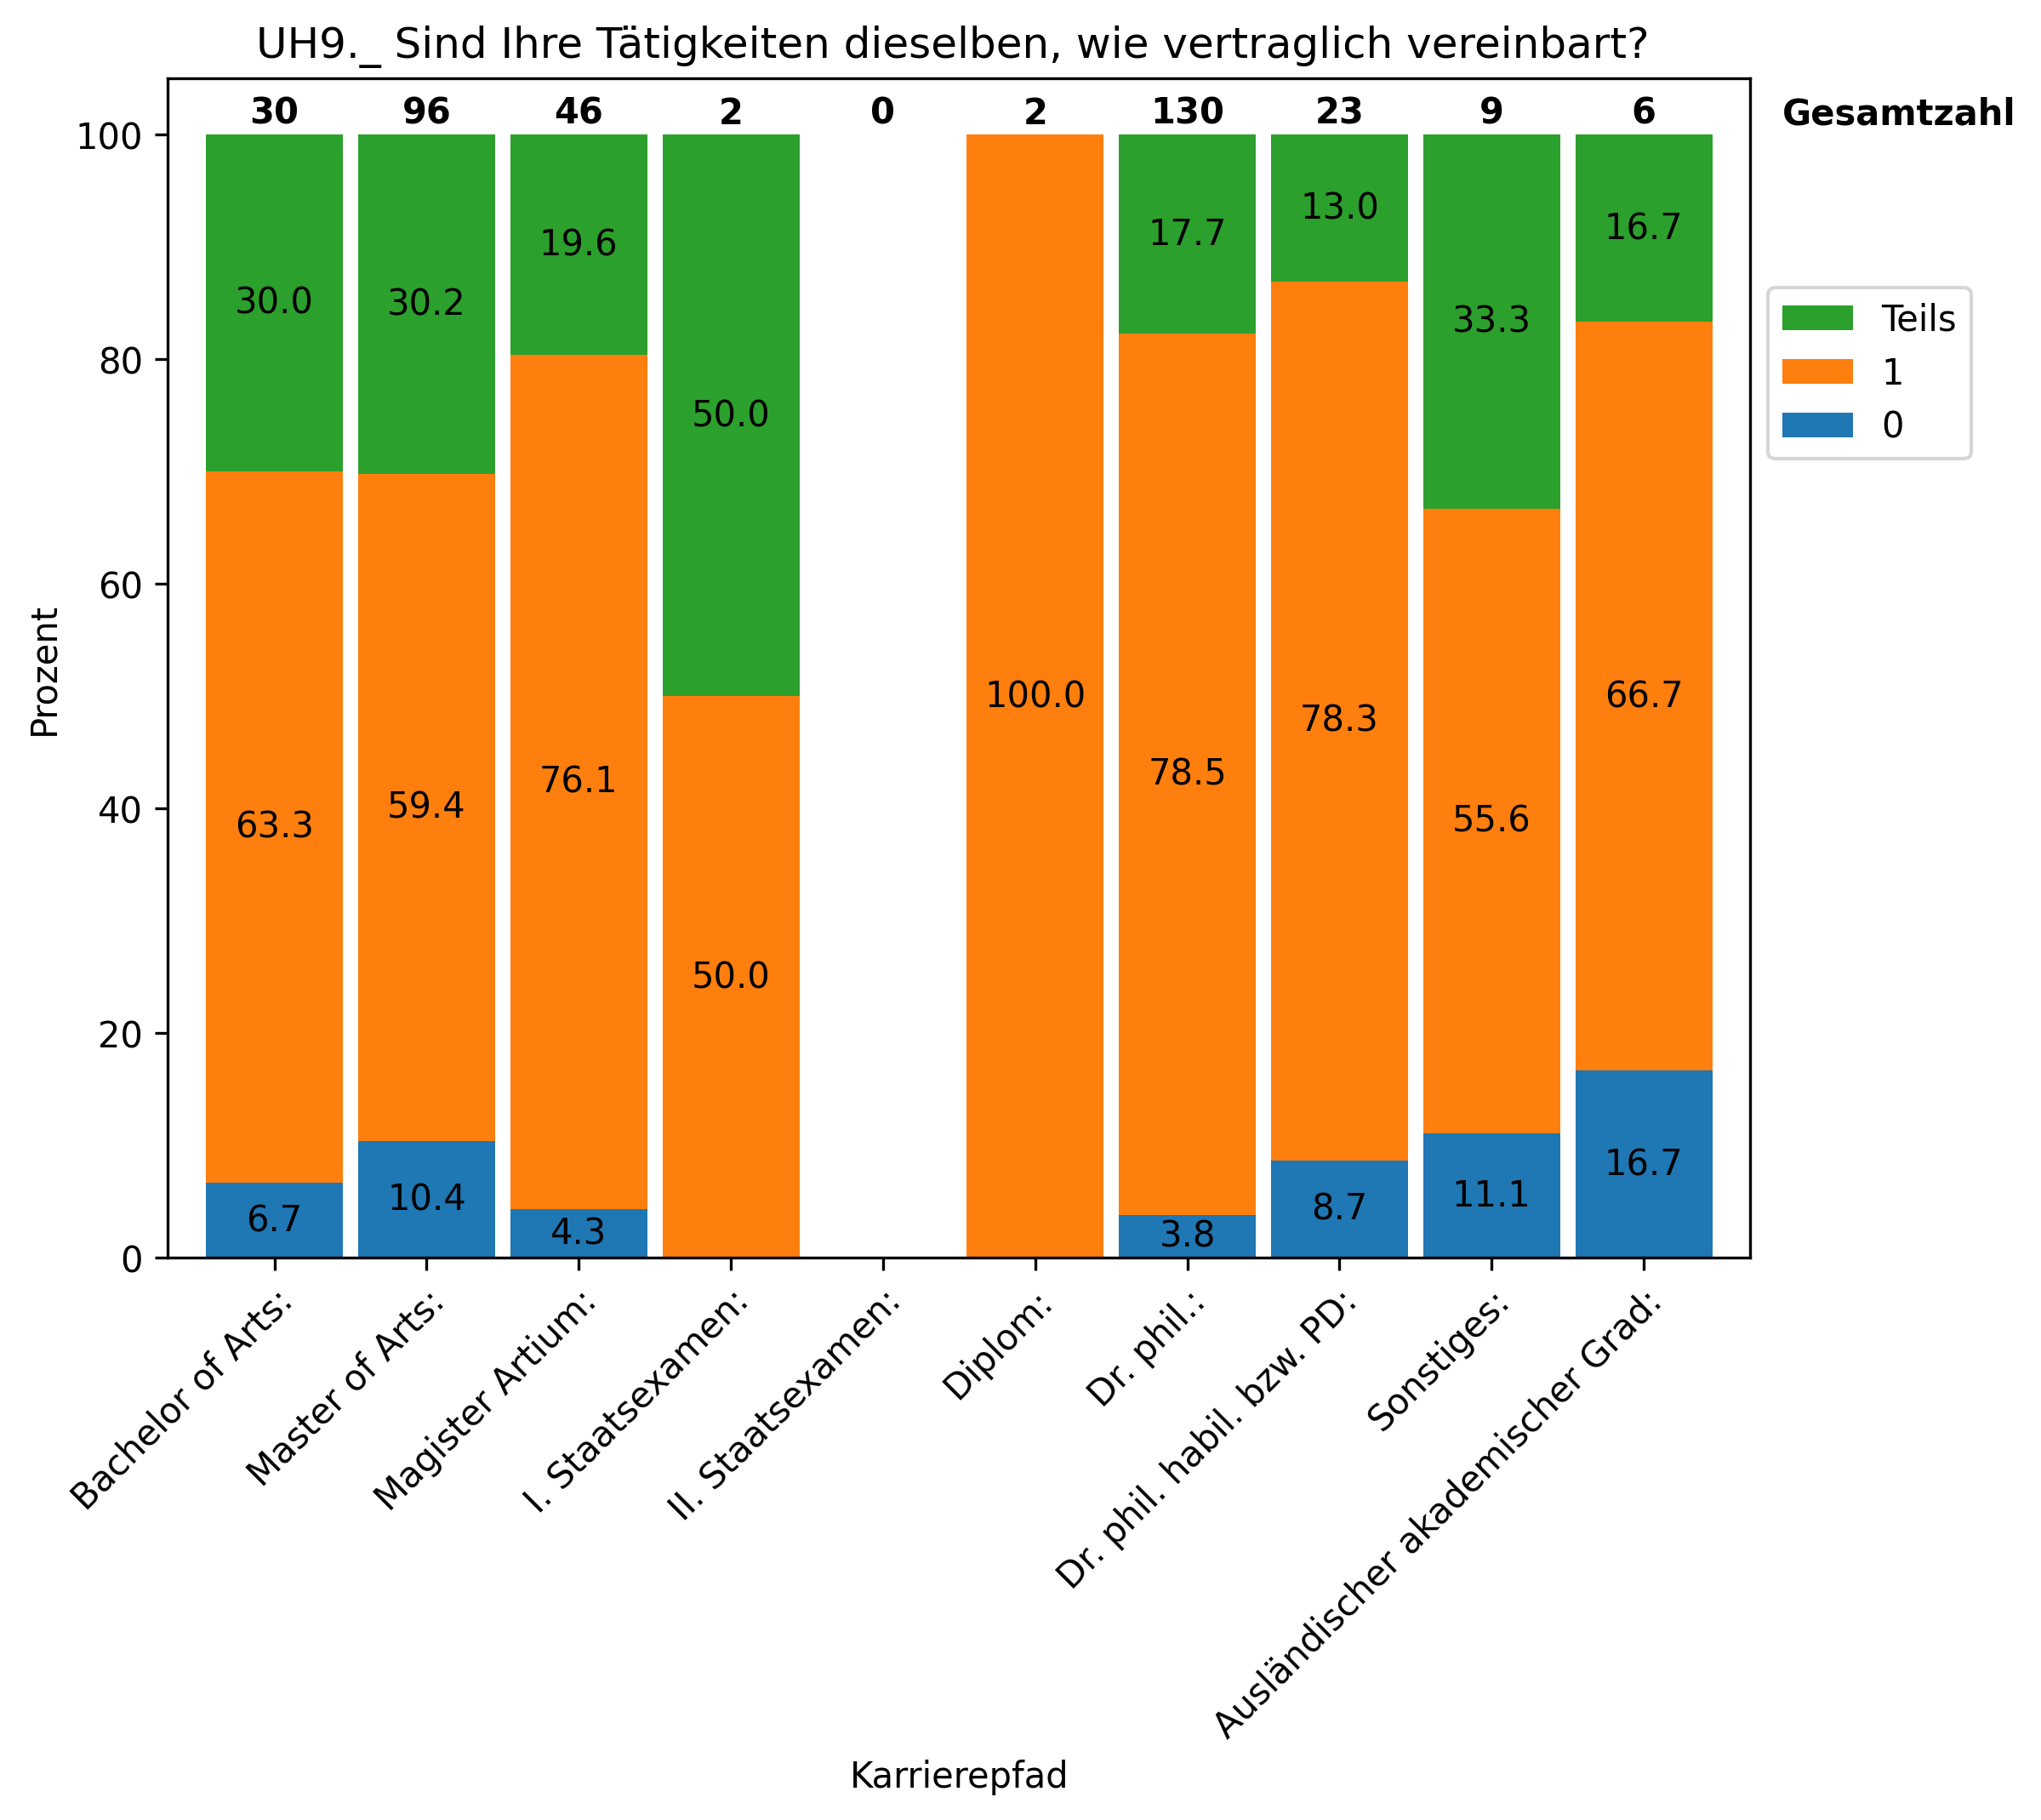 UH9._ Sind Ihre Tätigkeiten dieselben, wie vertraglich vereinbart?
30 96 46 2 0 2 130 23 9 6 Gesamtzahl
100
80
60
40
20
0
Prozent
30.0 30.2 19.6 50.0 17.7 13.0 33.3 16.7
63.3 59.4 76.1 50.0 100.0 78.5 78.3 55.6 66.7
6.7 10.4 4.3 3.8 8.7 11.1 16.7
Teils
1
0
Bachelor of Arts:
Master of Arts:
Magister Artium:
I. Staatsexamen:
II. Staatsexamen:
Diplom:
Dr. phil.:
Dr. phil. habil. bzw. PD:
Sonstiges:
Ausländischer akademischer Grad:
Karrierepfad